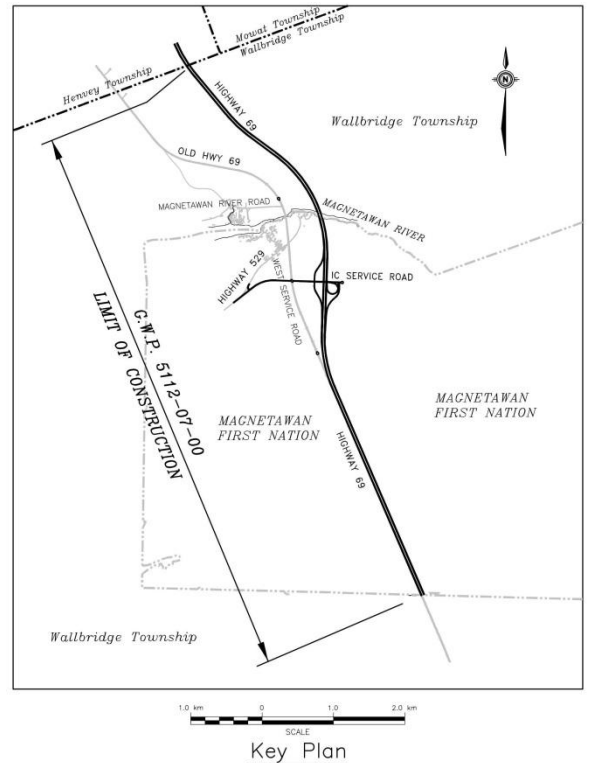 Mowat Township
Wallbridge Township
Henvey Township
HIGHWAY 69
Wallbridge Township
N
OLD HWY 69
MAGNETAWAN RIVER ROAD
MAGNETAWAN RIVER
HIGHWAY 529
WEST SERVICE ROAD
IC SERVICE ROAD
G.W.P. 5112-07-00
LIMIT OF CONSTRUCTION
MAGNETAWAN
FIRST NATION
MAGNETAWAN
FIRST NATION
HIGHWAY 69
Wallbridge Township
1.0 km 0 1.0 2.0 km
SCALE
Key Plan